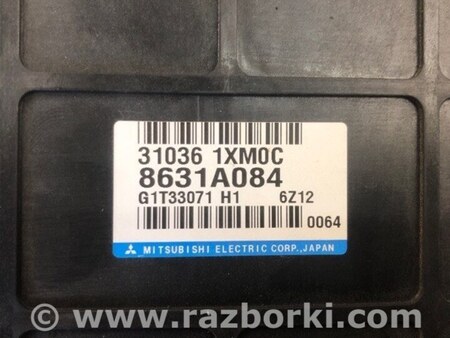 31036 1XM0C
8631A084
G1T33071 H1 6Z12
0064
MITSUBISHI ELECTRIC CORP.,JAPAN
© www.razborki.com